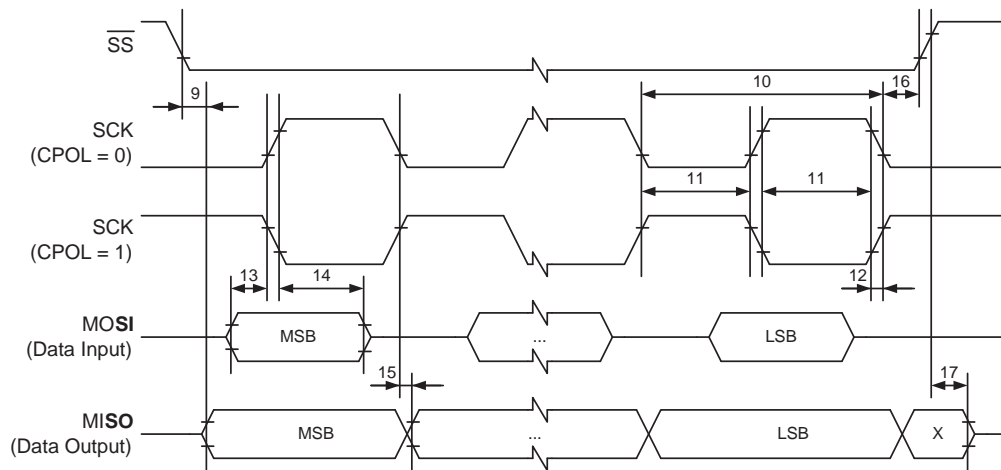 SS
10
16
9
SCK
(CPOL = 0)
11
11
SCK
(CPOL = 1)
13
14
12
MOSI
(Data Input)
MSB
...
LSB
15
17
MISO
(Data Output)
MSB
...
LSB
X